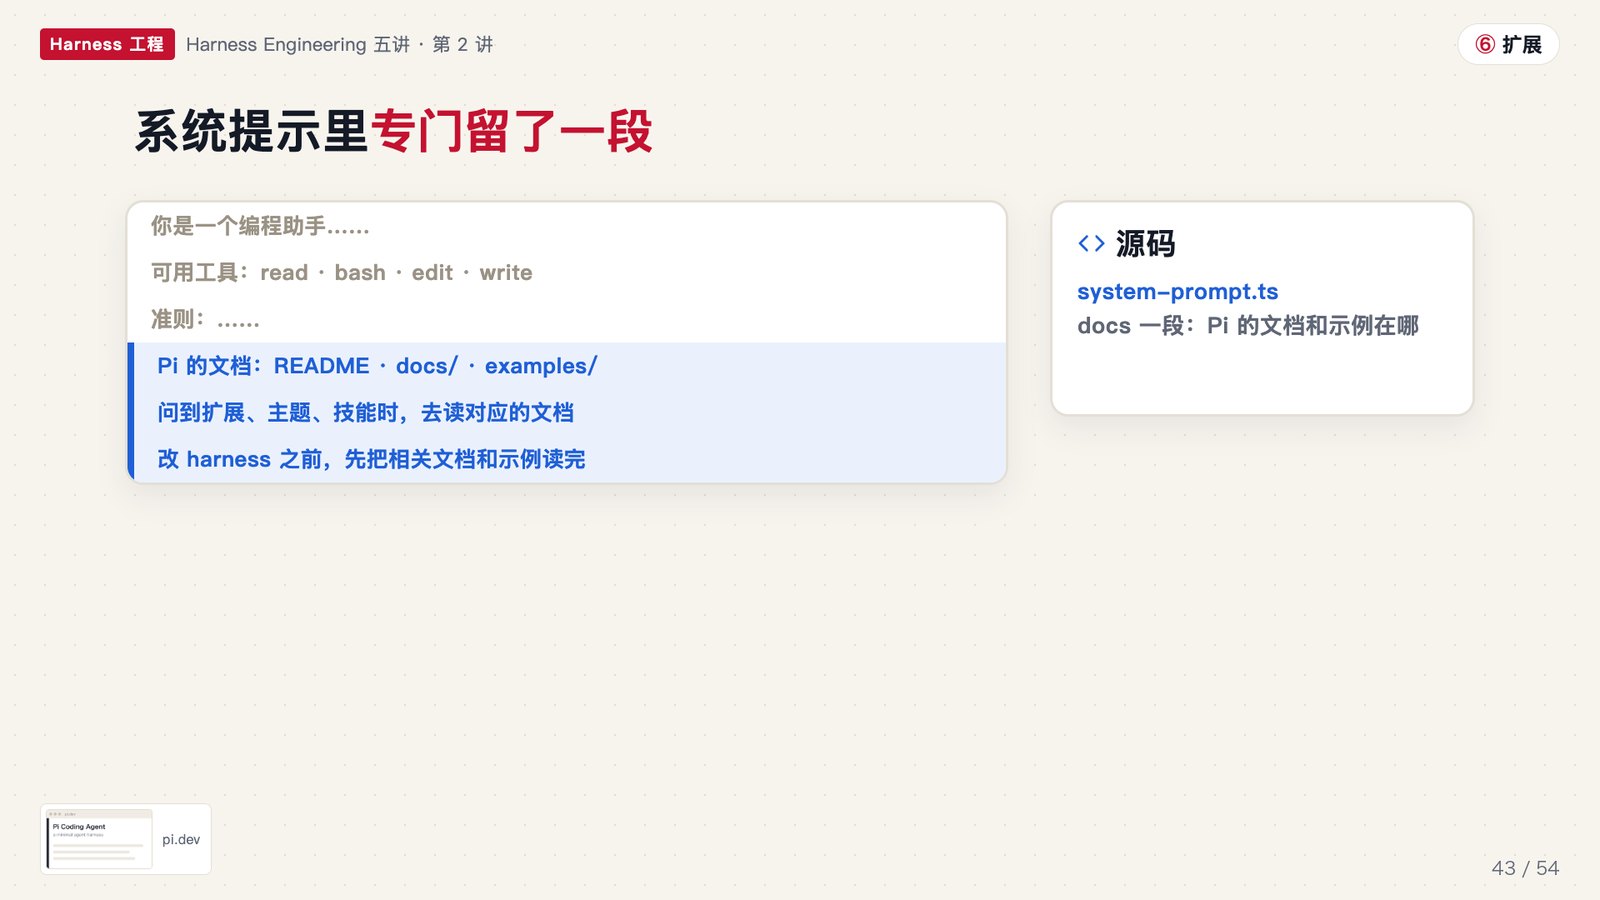 Harness 工程
Harness Engineering 五讲 · 第 2 讲
⑥ 扩展
系统提示里专门留了一段
你是一个编程助手……
可用工具：read · bash · edit · write
准则：……
Pi 的文档：README · docs/ · examples/
问到扩展、主题、技能时，去读对应的文档
改 harness 之前，先把相关文档和示例读完
<> 源码
system-prompt.ts
docs 一段：Pi 的文档和示例在哪
Pi Coding Agent
pi.dev
43 / 54